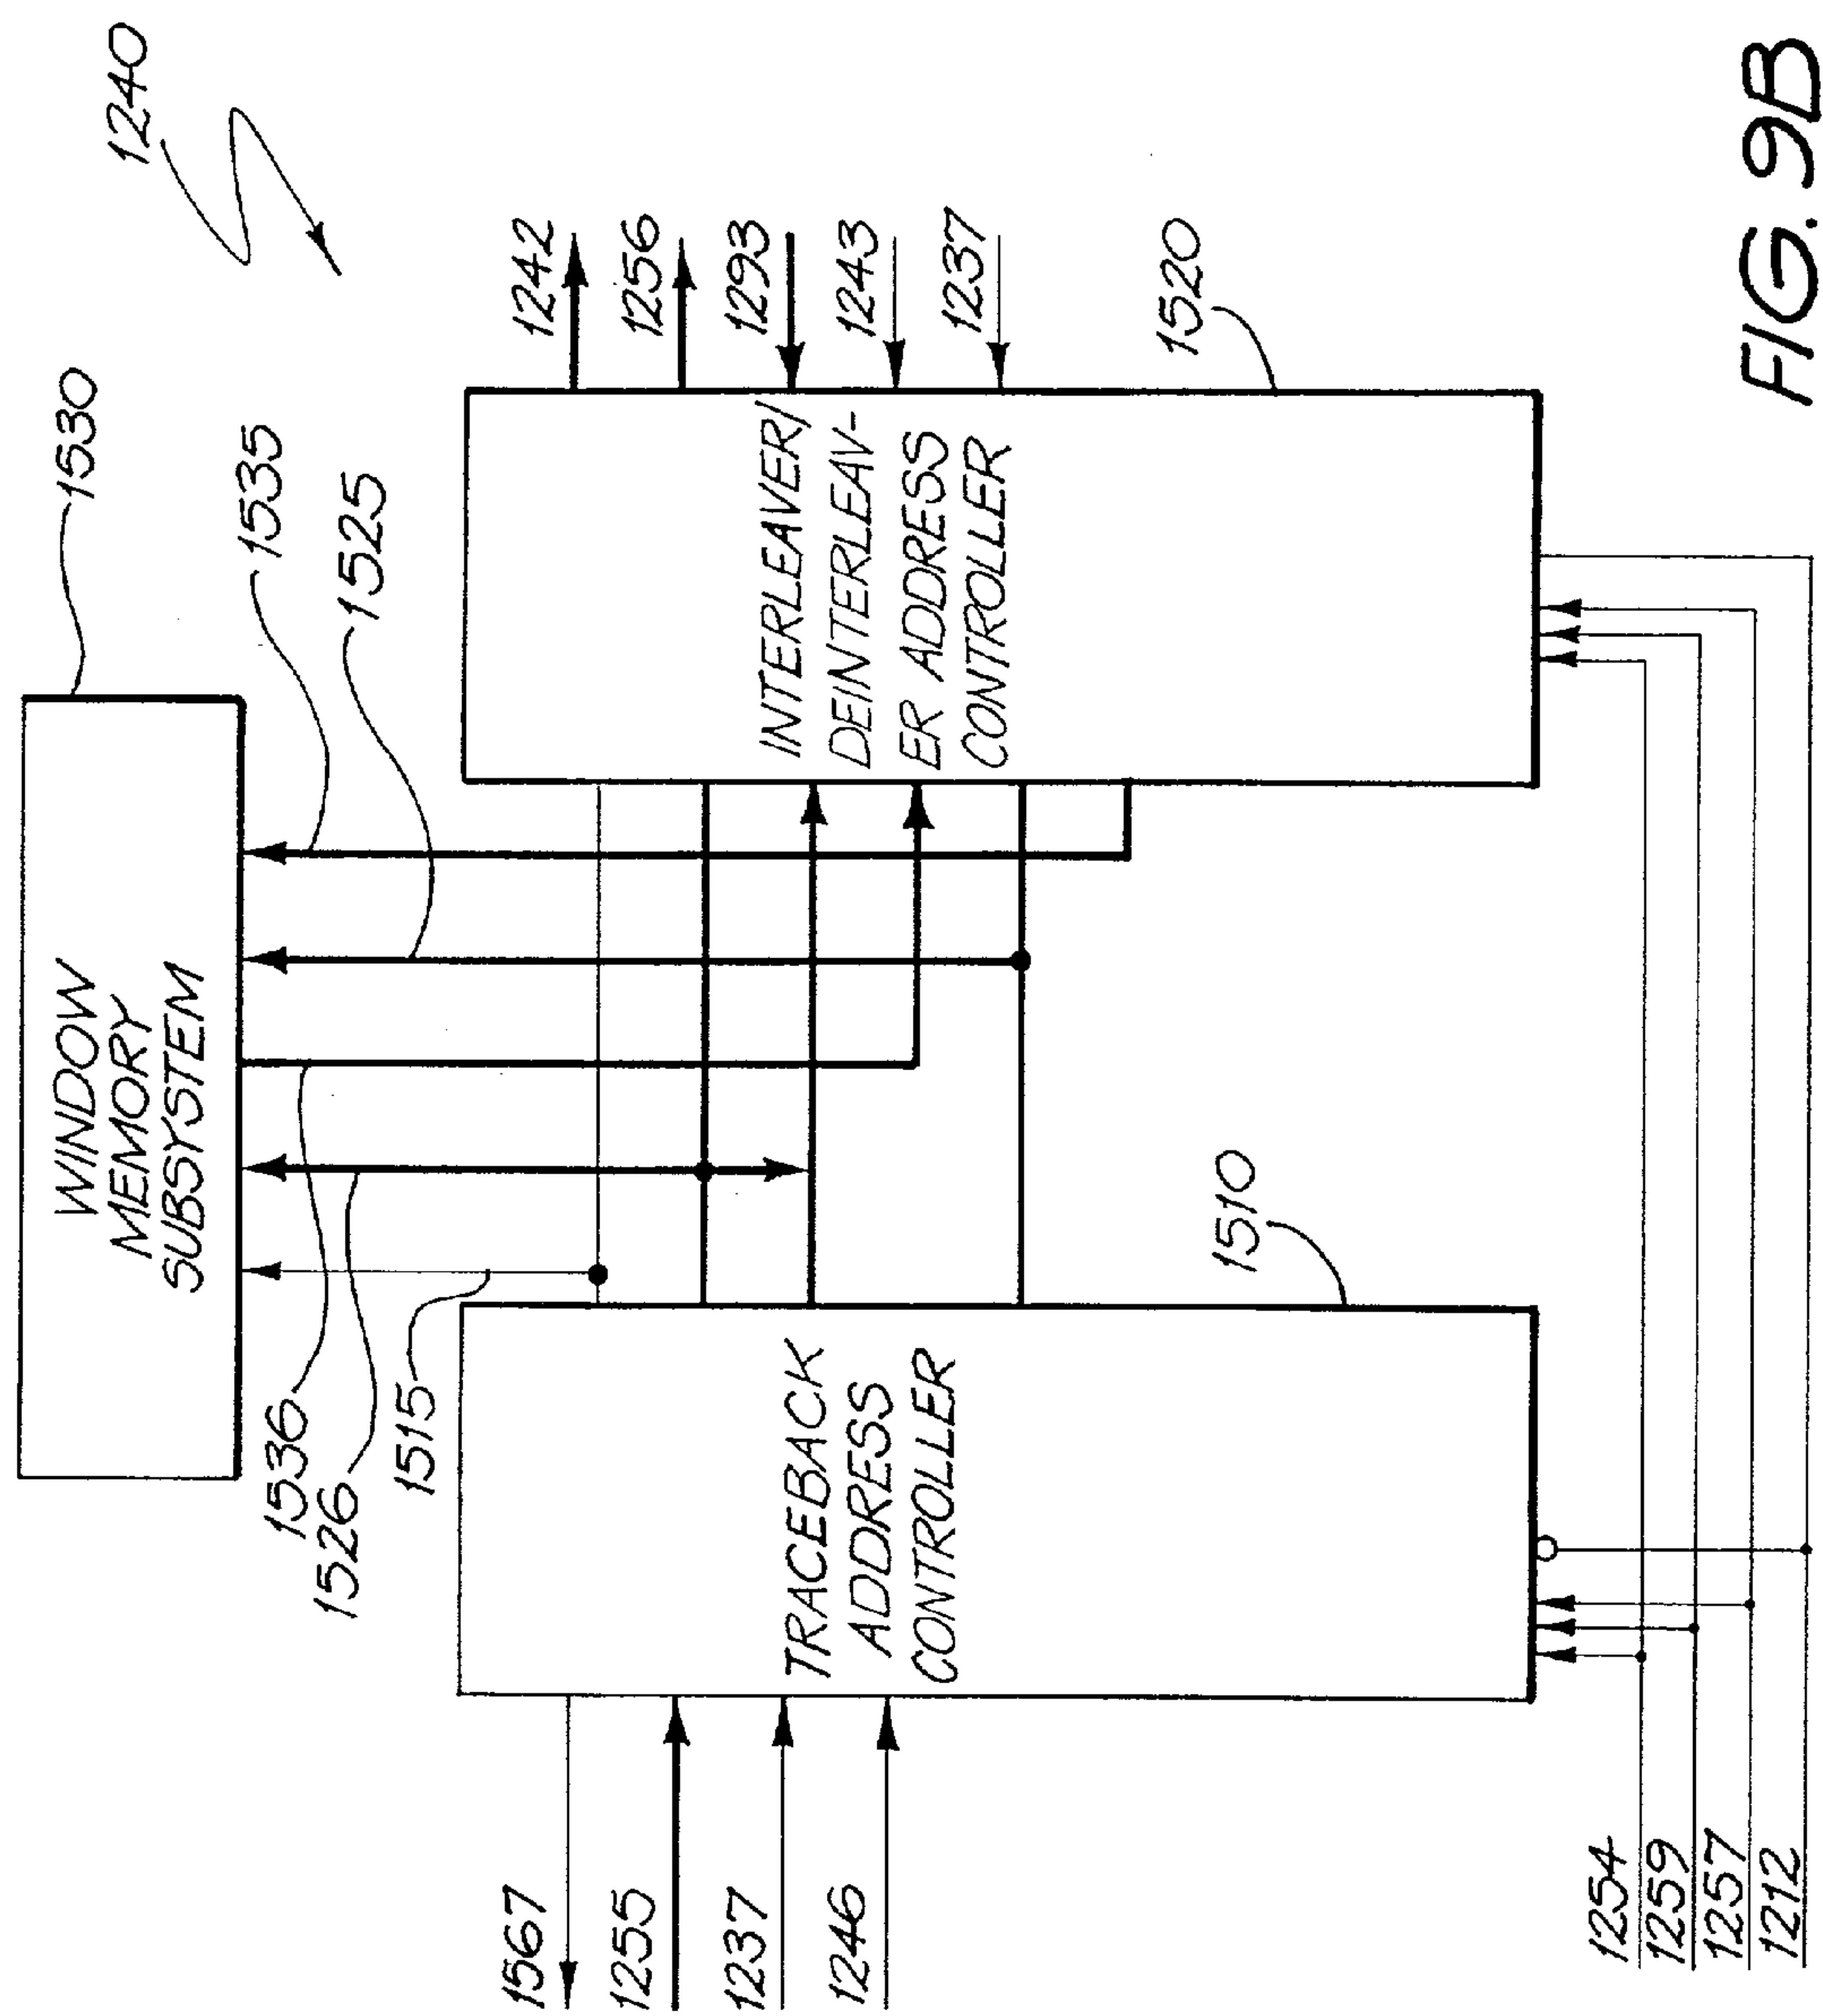 1240
1530
WINDOW
MEMORY
SUBSYSTEM
1535
1525
1536
1526
1515
1567
1255
1237
1246
TRACEBACK
ADDRESS
CONTROLLER
1510
INTERLEAVER/
DEINTERLEAV-
ER ADDRESS
CONTROLLER
1242
1256
1293
1243
1237
1520
1254
1259
1257
1212
FIG. 9B